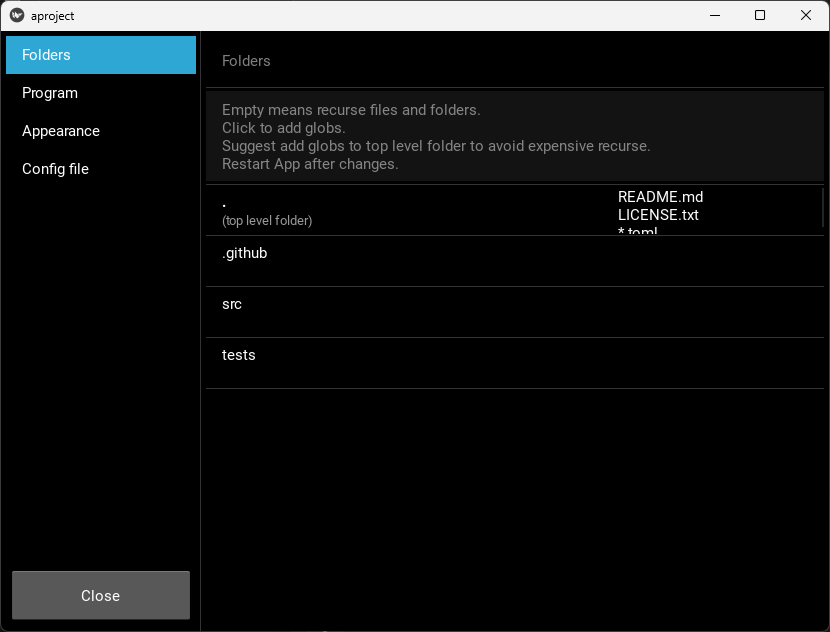 aproject
Folders
Program
Appearance
Config file
Close
Folders
Empty means recurse files and folders.
Click to add globs.
Suggest add globs to top level folder to avoid expensive recurse.
Restart App after changes.
.
(top level folder)
README.md
LICENSE.txt
*.toml
.github
src
tests